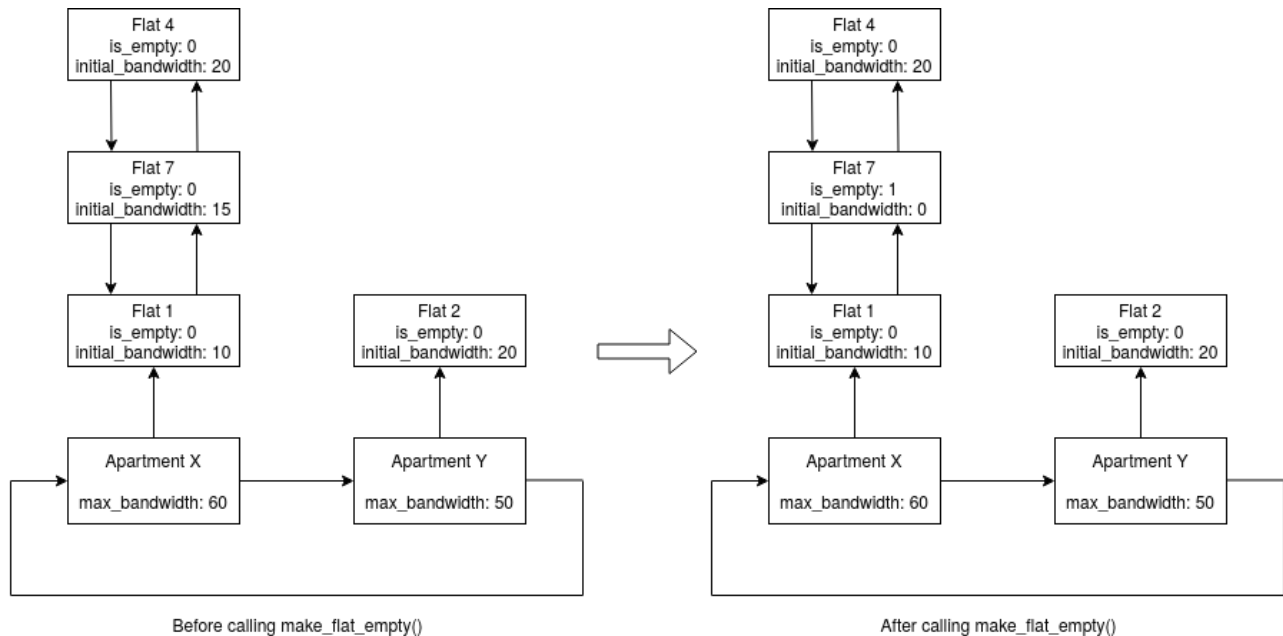 Flat 4
is_empty: 0
initial_bandwidth: 20
Flat 7
is_empty: 0
initial_bandwidth: 15
Flat 1
is_empty: 0
initial_bandwidth: 10
Flat 2
is_empty: 0
initial_bandwidth: 20
Apartment X
max_bandwidth: 60
Apartment Y
max_bandwidth: 50
Before calling make_flat_empty()
Flat 4
is_empty: 0
initial_bandwidth: 20
Flat 7
is_empty: 1
initial_bandwidth: 0
Flat 1
is_empty: 0
initial_bandwidth: 10
Flat 2
is_empty: 0
initial_bandwidth: 20
Apartment X
max_bandwidth: 60
Apartment Y
max_bandwidth: 50
After calling make_flat_empty()